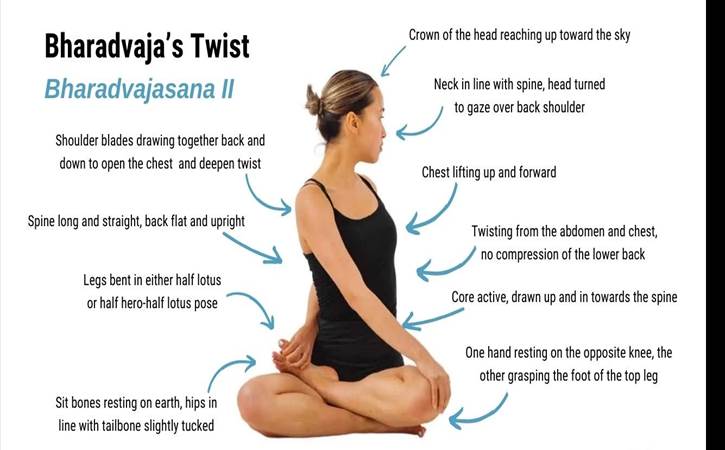 Bharadvaja's Twist
Bharadvajasana II
Crown of the head reaching up toward the sky
Neck in line with spine, head turned
to gaze over back shoulder
Shoulder blades drawing together back and
down to open the chest and deepen twist
Chest lifting up and forward
Spine long and straight, back flat and upright
Twisting from the abdomen and chest,
no compression of the lower back
Legs bent in either half lotus
or half hero-half lotus pose
Core active, drawn up and in towards the spine
One hand resting on the opposite knee, the
other grasping the foot of the top leg
Sit bones resting on earth, hips in
line with tailbone slightly tucked